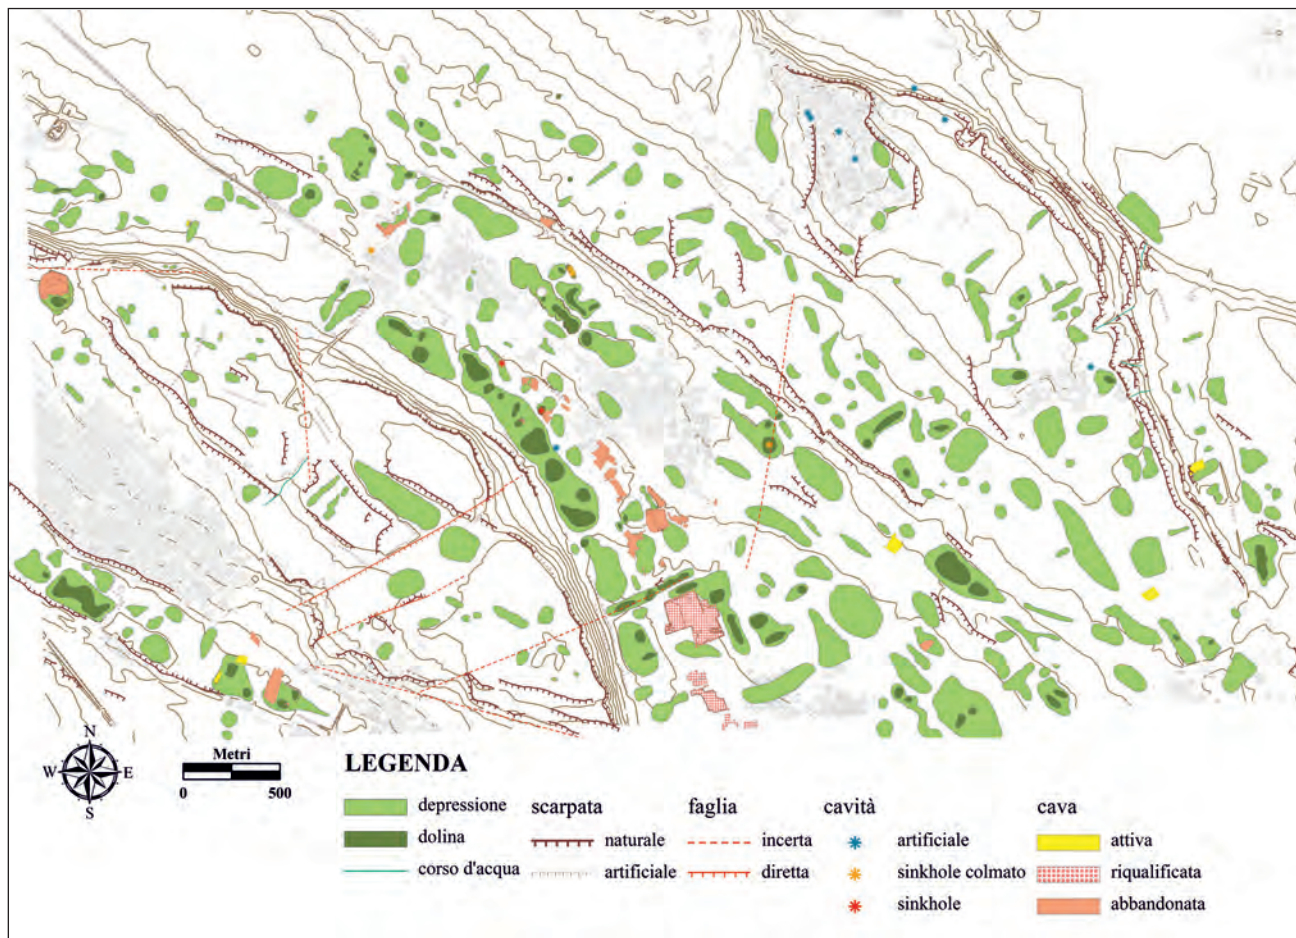 N
W E
S
Metri
0 500
LEGENDA
depressione
dolina
corso d'acqua
scarpata
naturale
artificiale
faglia
incerta
diretta
cavità
artificiale
sinkhole colmato
sinkhole
cava
attiva
riqualificata
abbandonata